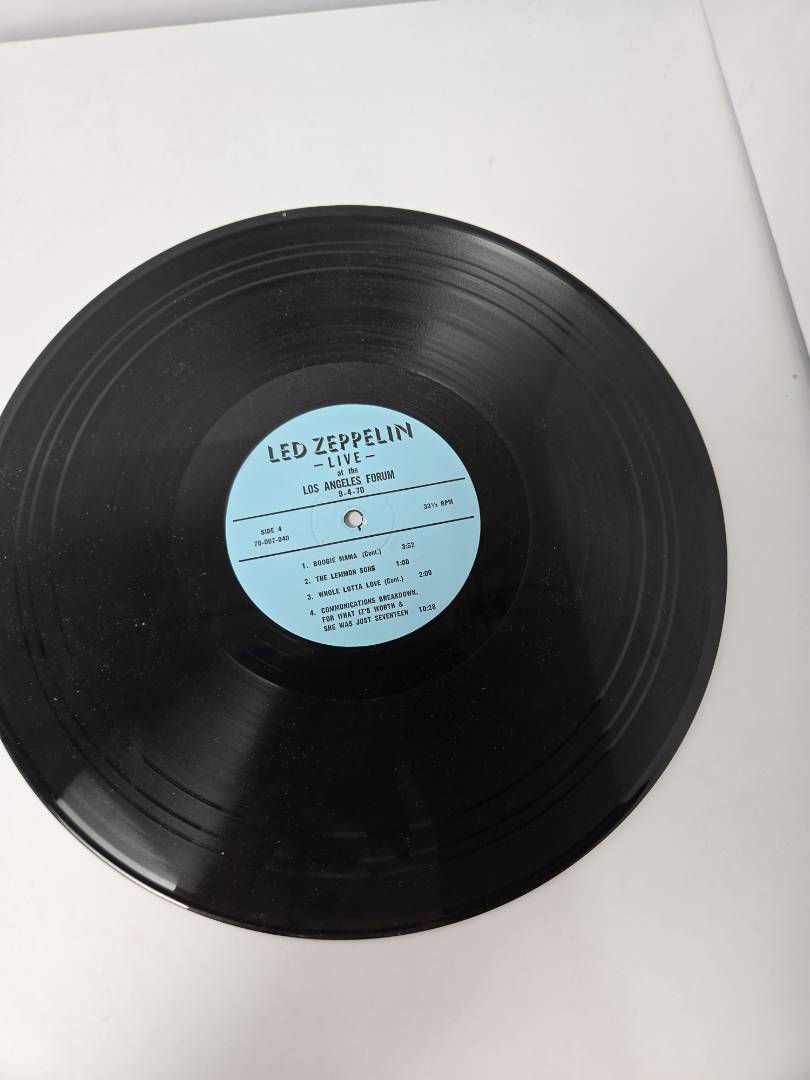 LED ZEPPELIN
– LIVE –
at the
LOS ANGELES FORUM
9-4-70
SIDE 4
70-007-04D
33⅓ RPM
1. BOOGIE MAMA (Cont.) 3:52
2. THE LEMMON SONG 1:00
3. WHOLE LOTTA LOVE (Cont.) 2:00
4. COMMUNICATIONS BREAKDOWN,
FOR WHAT IT'S WORTH &
SHE WAS JUST SEVENTEEN 10:28